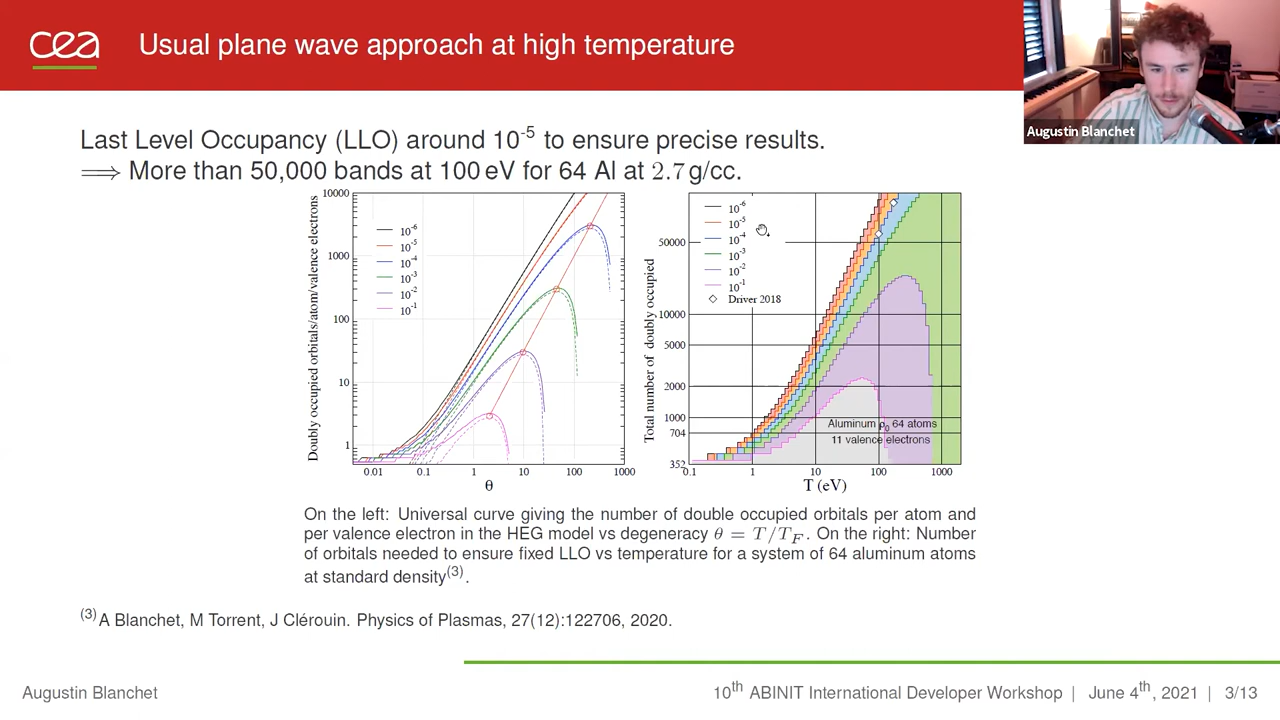 cea
Usual plane wave approach at high temperature
Augustin Blanchet
Last Level Occupancy (LLO) around 10-5 to ensure precise results.
⟹ More than 50,000 bands at 100 eV for 64 Al at 2.7 g/cc.
Doubly occupied orbitals/atom/valence electrons
10000
1000
100
10
1
10-6
10-5
10-4
10-3
10-2
10-1
0.01 0.1 1 10 100 1000
θ
Total number of doubly occupied
50000
10000
5000
2000
1000
704
352
10-6
10-5
10-4
10-3
10-2
10-1
Driver 2018
Aluminum ρ0 64 atoms
11 valence electrons
0.1 1 10 100 1000
T (eV)
On the left: Universal curve giving the number of double occupied orbitals per atom and
per valence electron in the HEG model vs degeneracy θ = T/TF. On the right: Number
of orbitals needed to ensure fixed LLO vs temperature for a system of 64 aluminum atoms
at standard density(3).
(3)A Blanchet, M Torrent, J Clérouin. Physics of Plasmas, 27(12):122706, 2020.
Augustin Blanchet
10th ABINIT International Developer Workshop | June 4th, 2021 | 3/13